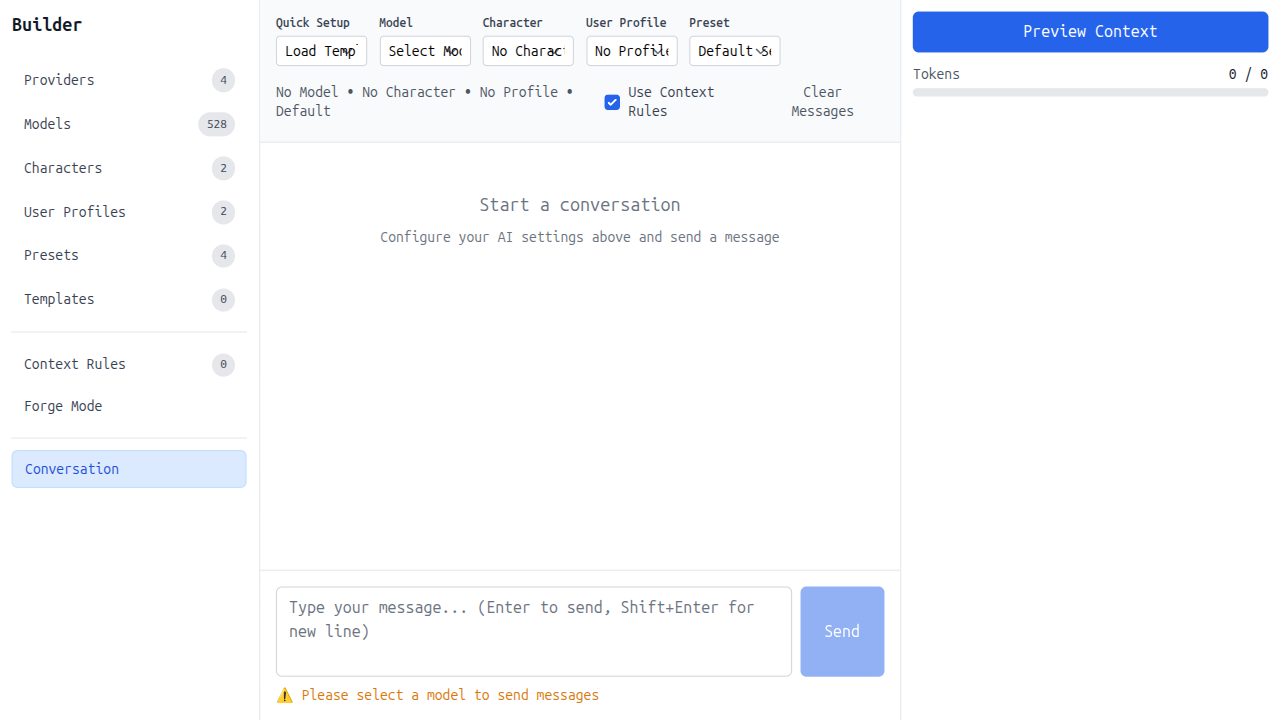 Builder
Providers 4
Models 528
Characters 2
User Profiles 2
Presets 4
Templates 0
Context Rules 0
Forge Mode
Conversation
Quick Setup Model Character User Profile Preset
Load Temp Select Mod No Charact No Profile Default Se
No Model • No Character • No Profile •
Default
Use Context
Rules
Clear
Messages
Start a conversation
Configure your AI settings above and send a message
Type your message... (Enter to send, Shift+Enter for
new line)
Send
⚠️ Please select a model to send messages
Preview Context
Tokens 0 / 0